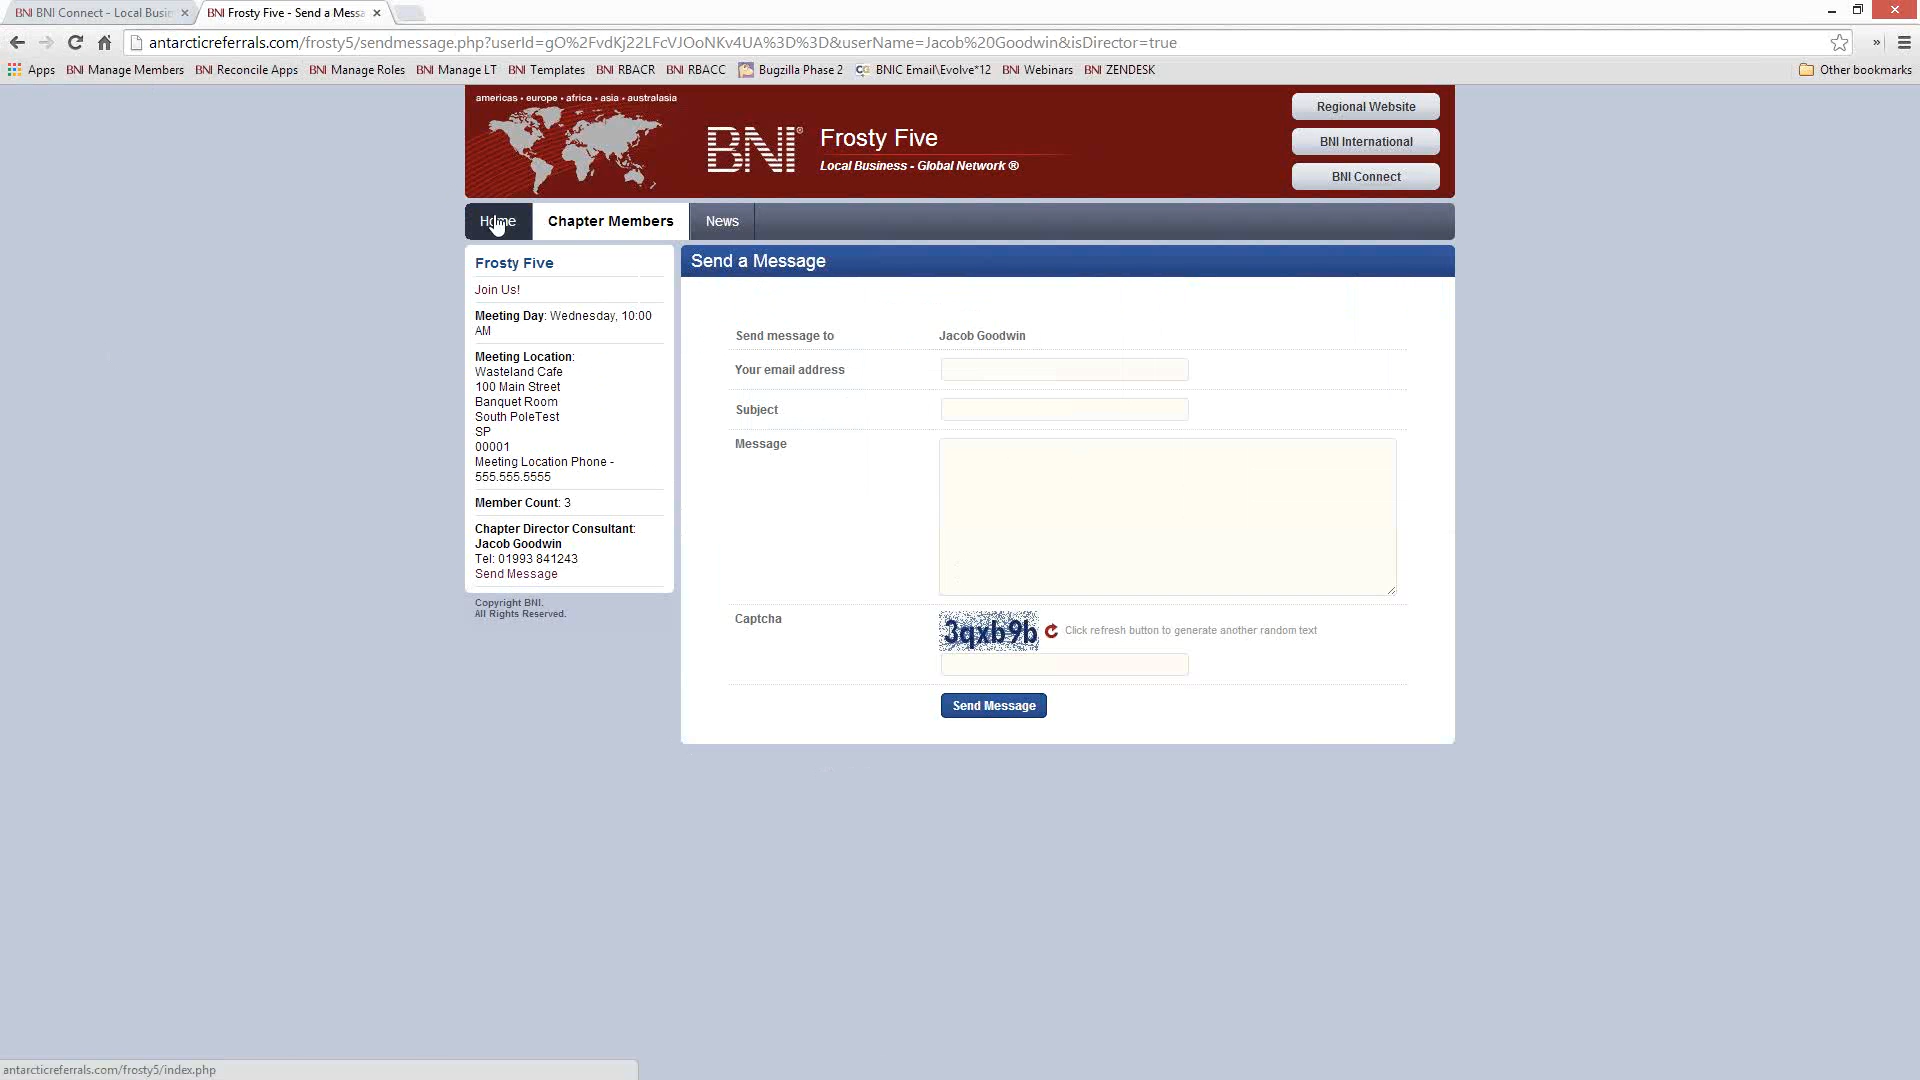 BNI BNI Connect - Local Busin
BNI Frosty Five - Send a Messa
antarcticreferrals.com/frosty5/sendmessage.php?userId=gO%2FvdKj22LFcVJOoNKv4UA%3D%3D&userName=Jacob%20Goodwin&isDirector=true
Apps BNI Manage Members BNI Reconcile Apps BNI Manage Roles BNI Manage LT BNI Templates BNI RBACR BNI RBACC Bugzilla Phase 2 BNIC Email\Evolve*12 BNI Webinars BNI ZENDESK » Other bookmarks
americas • europe • africa • asia • australasia
BNI®
Frosty Five
Local Business - Global Network ®
Regional Website
BNI International
BNI Connect
Home Chapter Members News
Frosty Five
Join Us!
Meeting Day: Wednesday, 10:00
AM
Meeting Location:
Wasteland Cafe
100 Main Street
Banquet Room
South PoleTest
SP
00001
Meeting Location Phone -
555.555.5555
Member Count: 3
Chapter Director Consultant:
Jacob Goodwin
Tel: 01993 841243
Send Message
Copyright BNI.
All Rights Reserved.
Send a Message
Send message to Jacob Goodwin
Your email address
Subject
Message
Captcha
3qxb9b Click refresh button to generate another random text
Send Message
antarcticreferrals.com/frosty5/index.php